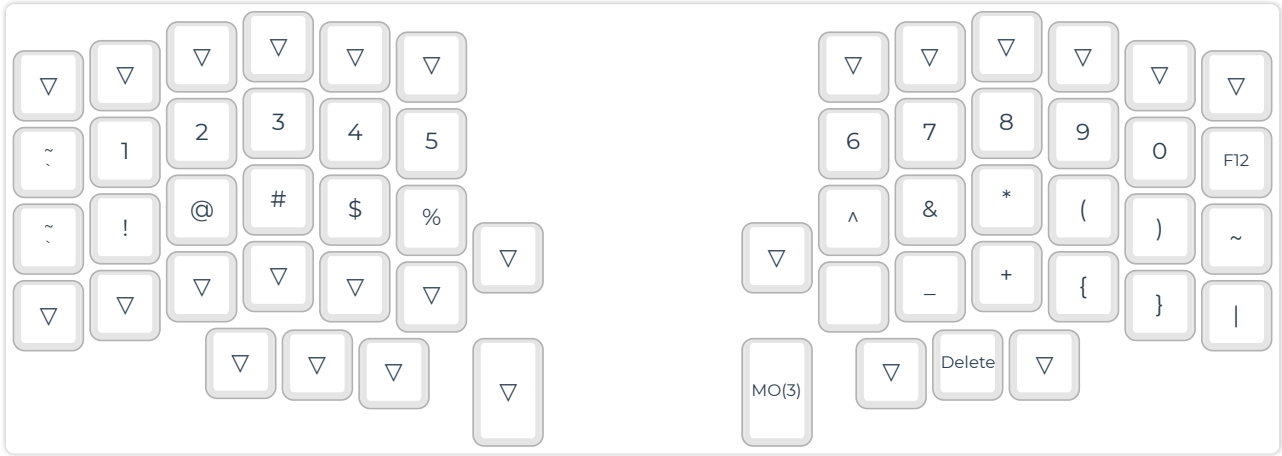 ▽ ▽ ▽ ▽ ▽ ▽ ▽ ▽ ▽ ▽ ▽ ▽
~ 1 2 3 4 5 6 7 8 9 0 F12
`
~ ! @ # $ % ^ & * ( ) ~
`
▽ ▽ ▽ ▽ ▽ ▽ ▽ ▽ _ + { } |
▽ ▽ ▽ ▽ MO(3) ▽ Delete ▽